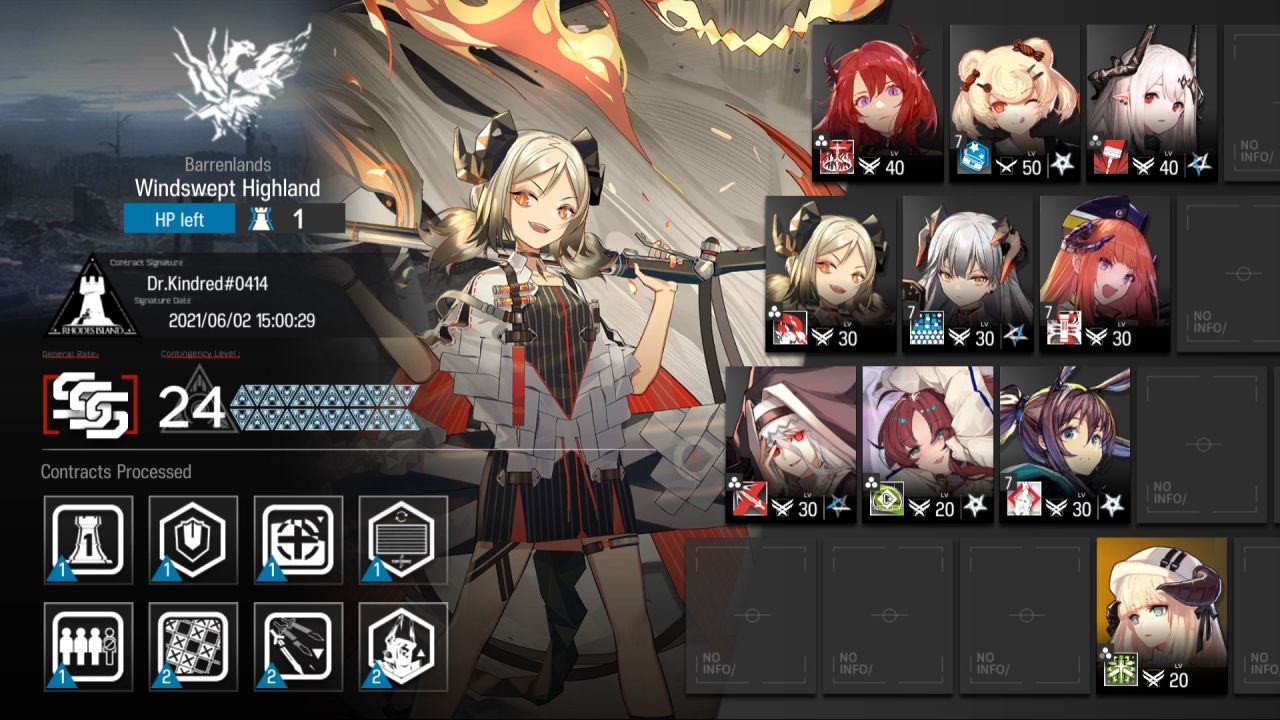 Barrenlands
Windswept Highland
HP left 1
Contract Signature
Dr.Kindred#0414
Signature Date
2021/06/02 15:00:29
RHODES ISLAND
General Rate:
Contingency Level:
SSS
24
Contracts Processed
1
1
1
1
1
1
2
2
2
LV
40
7
LV
50
LV
40
NO
INFO/
LV
30
7
LV
30
7
LV
30
NO
INFO/
LV
30
LV
20
7
LV
30
NO
INFO/
NO
INFO/
NO
INFO/
NO
INFO/
LV
20
NO
INFO/